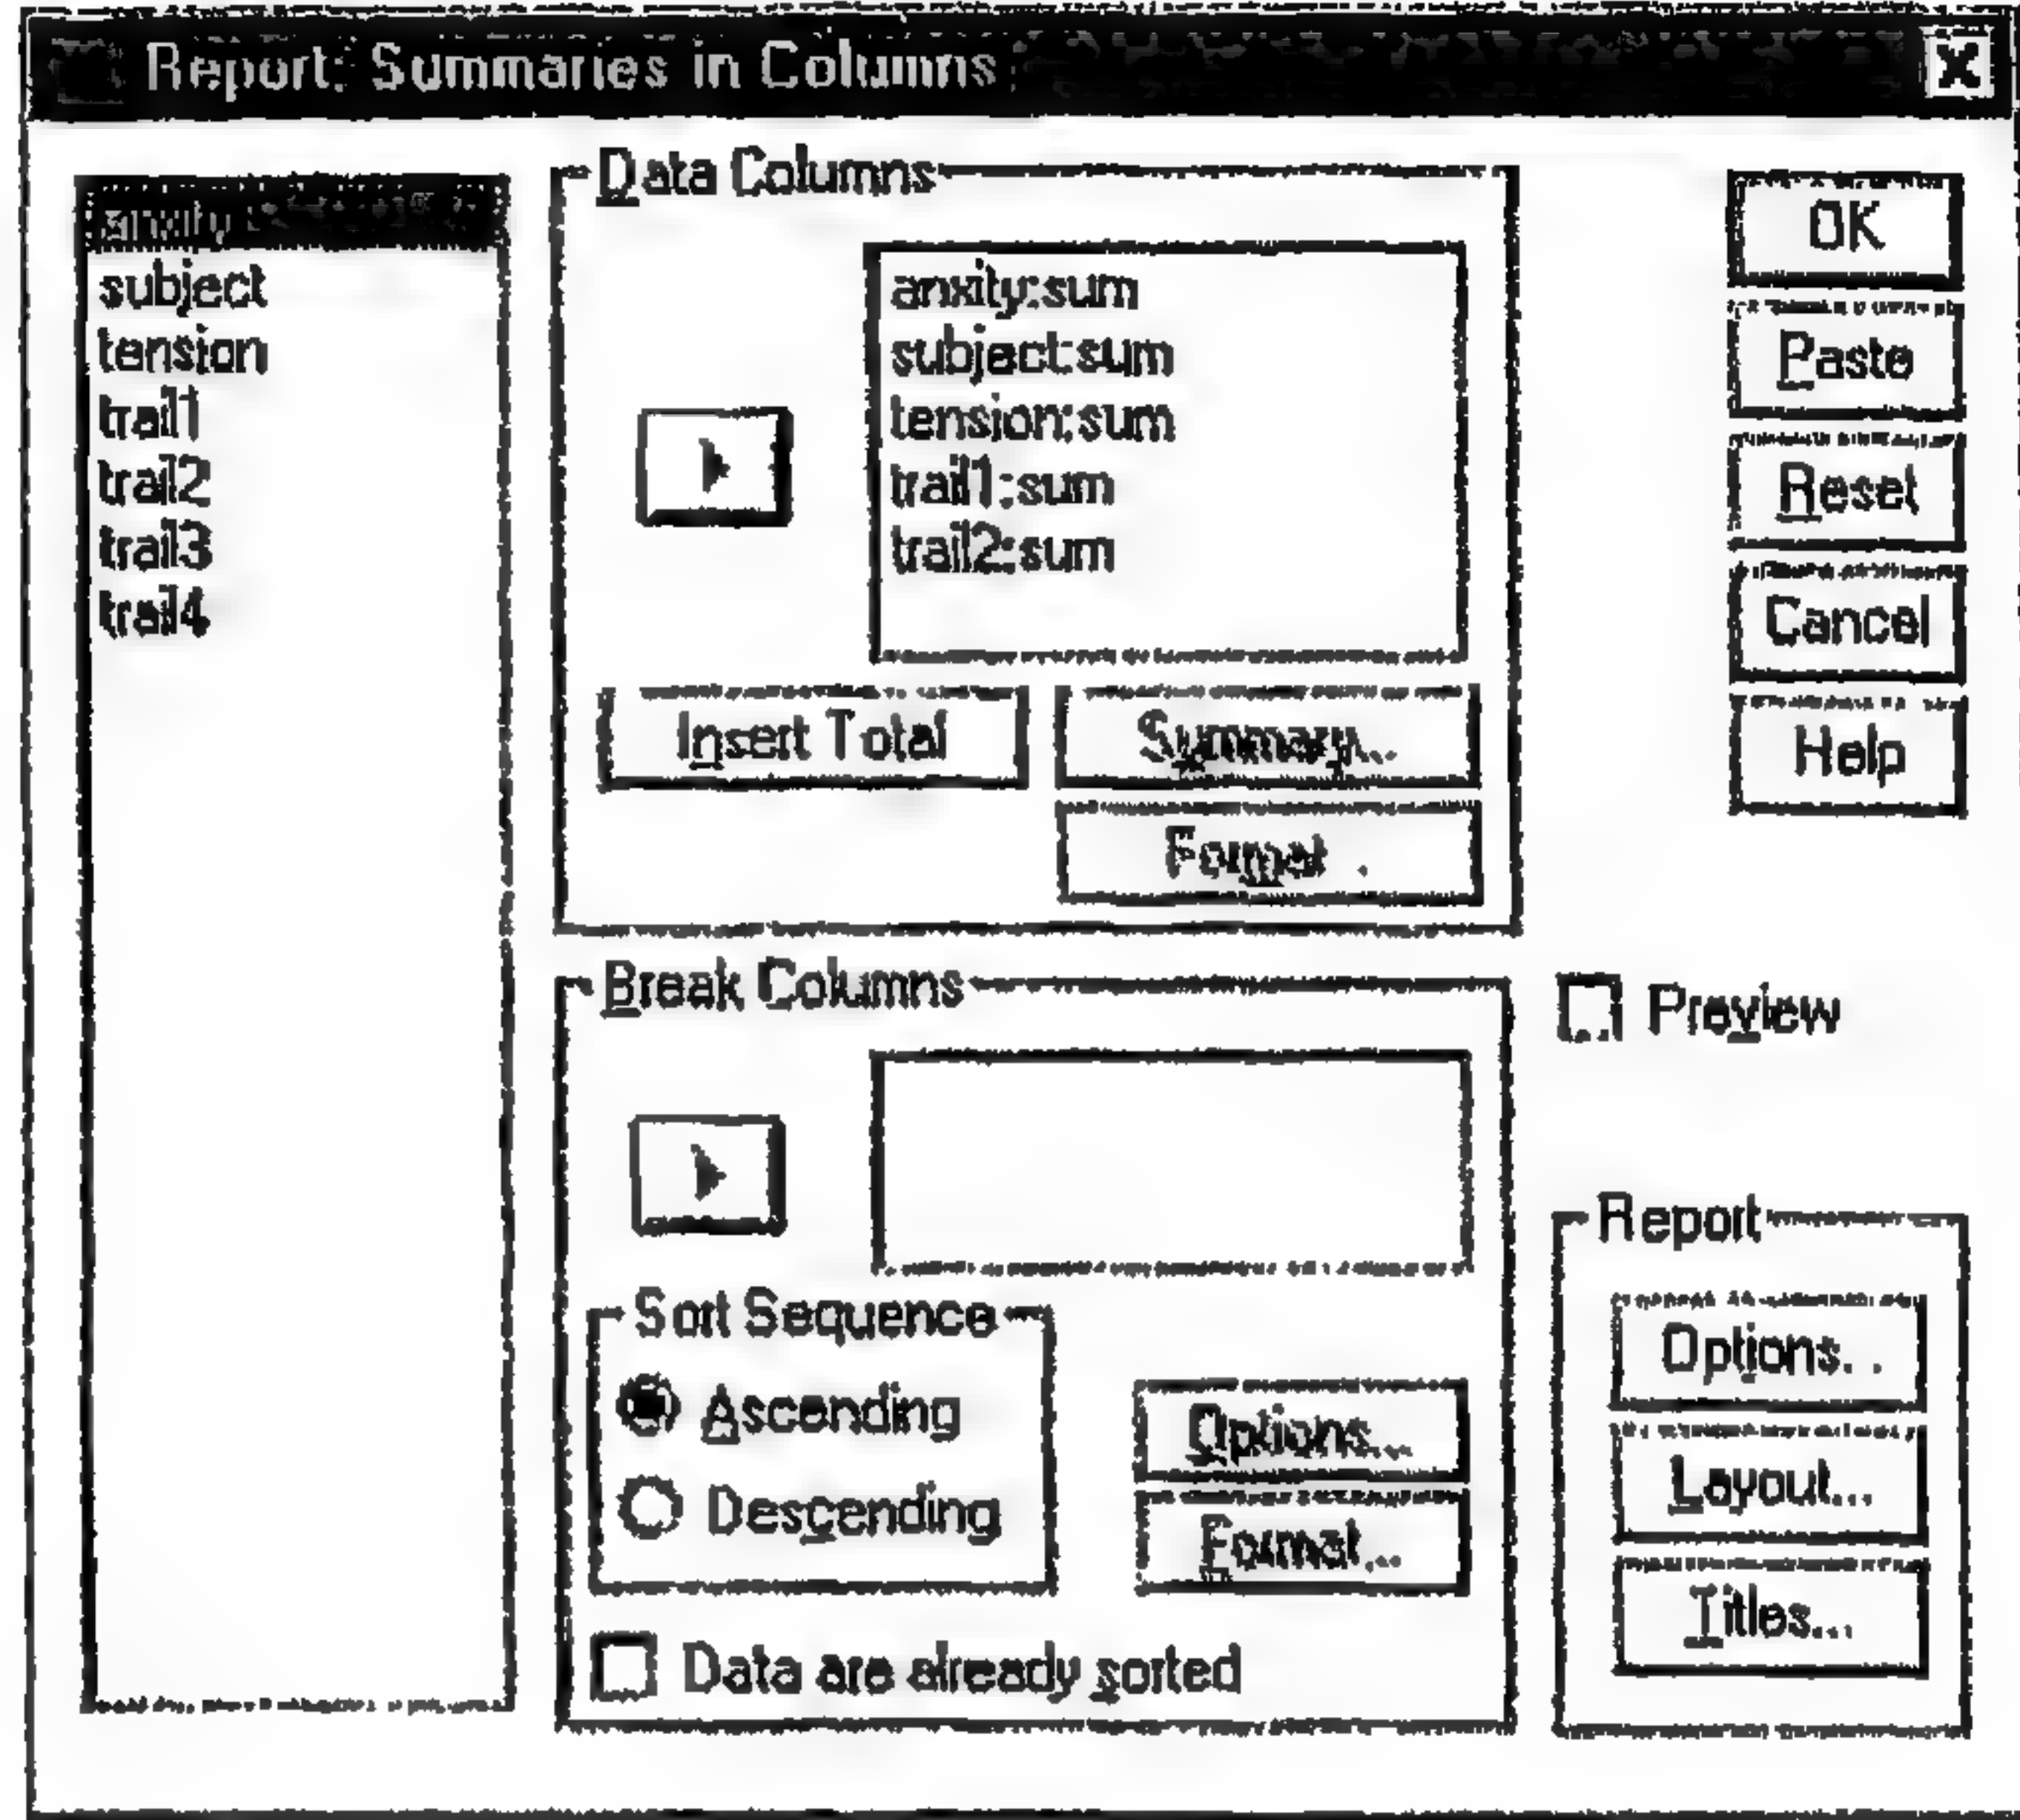 Report: Summaries in Columns
anxity
subject
tension
trail1
trail2
trail3
trail4
Data Columns
anxity:sum
subject:sum
tension:sum
trail1:sum
trail2:sum
Insert Total
Summary...
Format...
OK
Paste
Reset
Cancel
Help
Break Columns
Sort Sequence
Ascending
Descending
Options...
Format...
Data are already sorted
Preview
Report
Options...
Layout...
Titles...